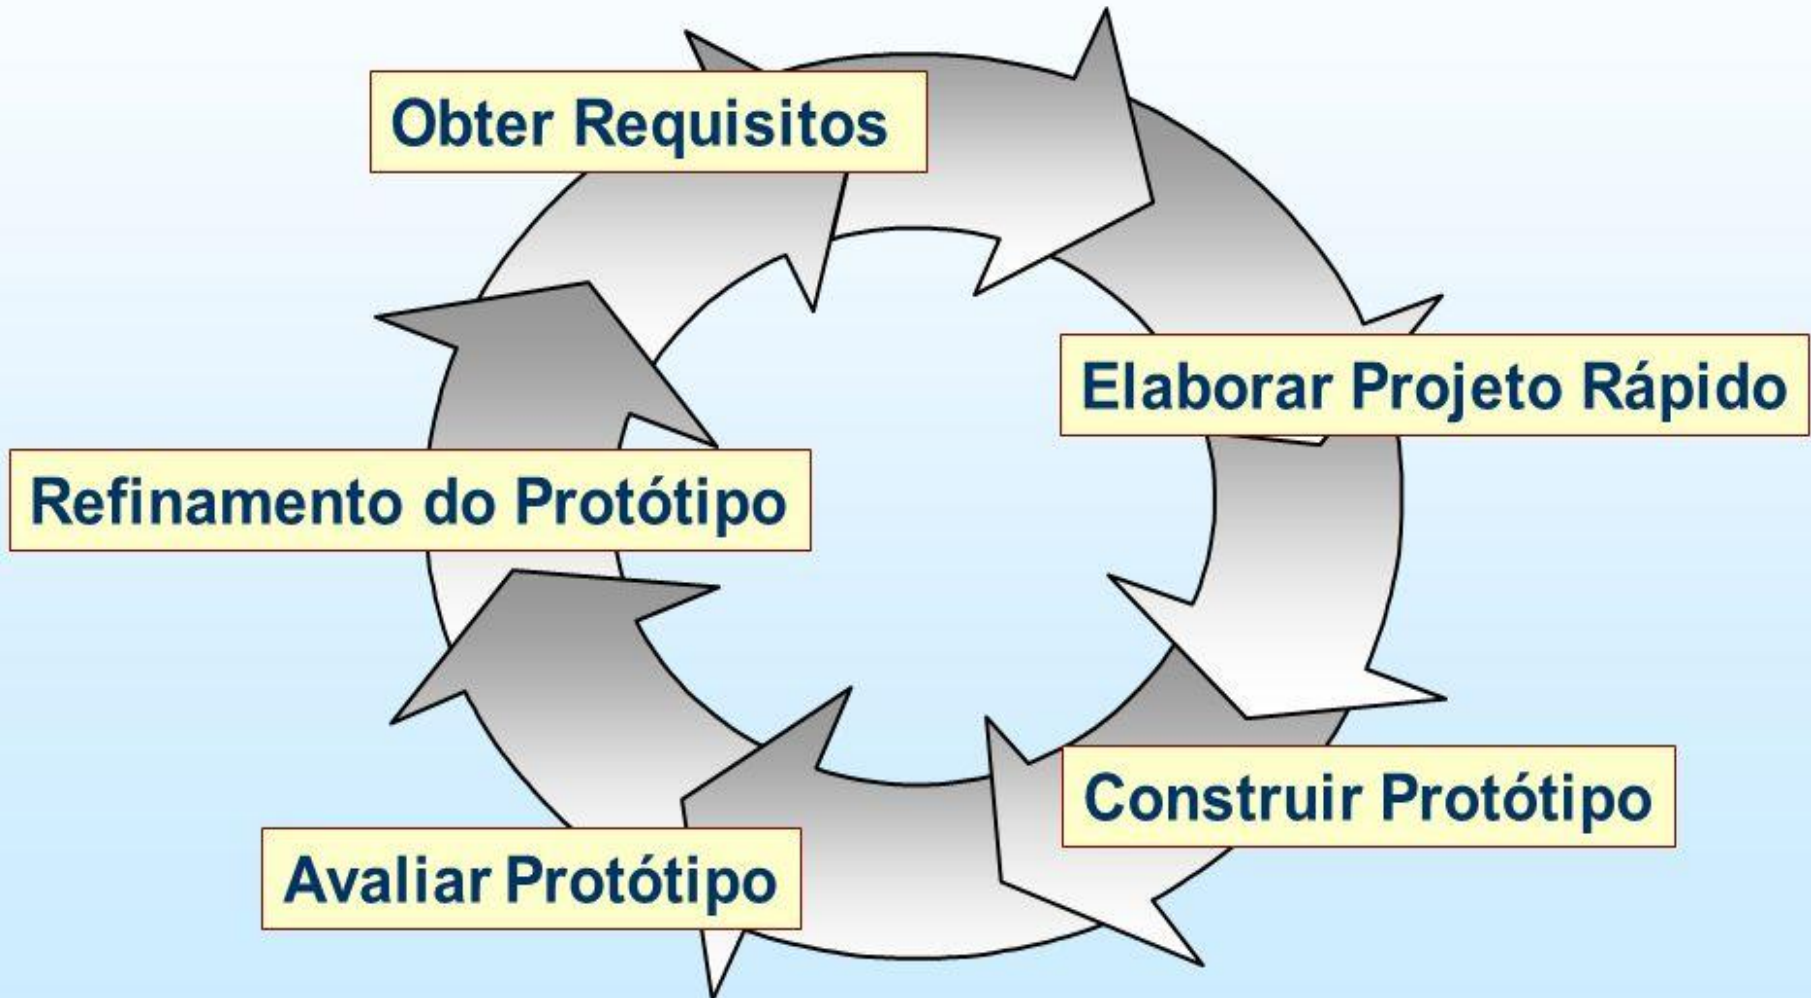 Obter Requisitos
Elaborar Projeto Rápido
Refinamento do Protótipo
Construir Protótipo
Avaliar Protótipo